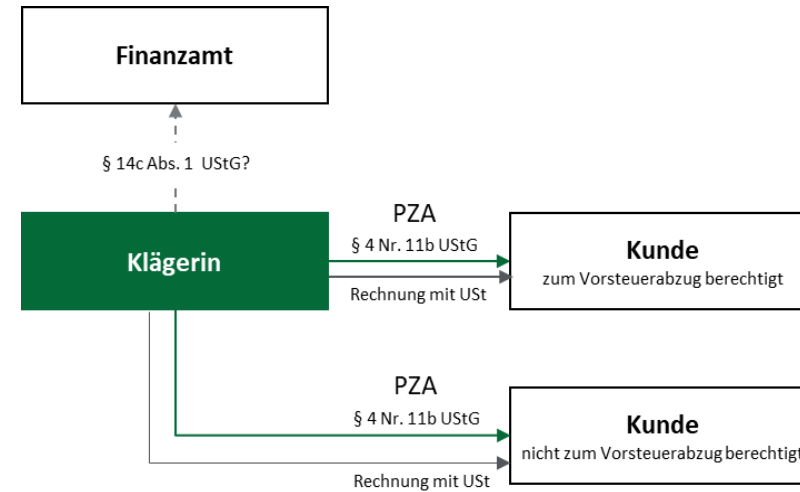 Finanzamt
§ 14c Abs. 1 UStG?
Klägerin
PZA
§ 4 Nr. 11b UStG
Rechnung mit USt
Kunde
zum Vorsteuerabzug berechtigt
PZA
§ 4 Nr. 11b UStG
Rechnung mit USt
Kunde
nicht zum Vorsteuerabzug berechtigt